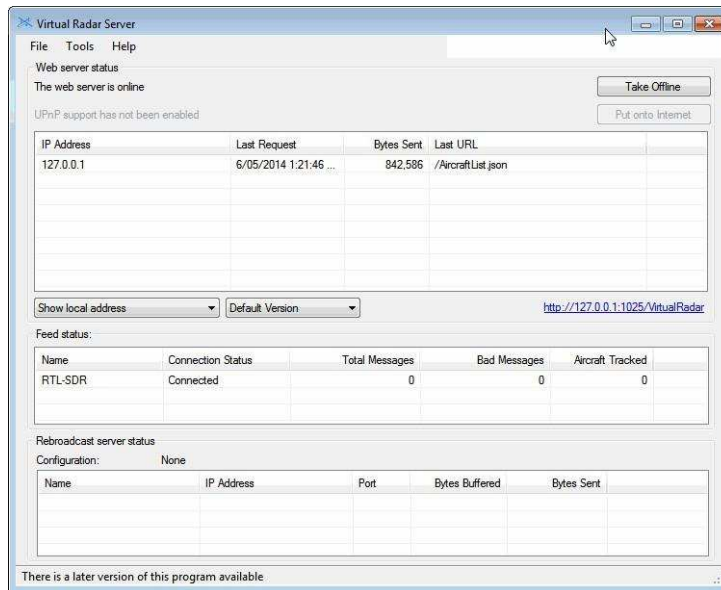 Virtual Radar Server
File Tools Help
Web server status
The web server is online
Take Offline
UPnP support has not been enabled
Put onto Internet
IP Address Last Request Bytes Sent Last URL
127.0.0.1 6/05/2014 1:21:46 ... 842,586 /AircraftList.json
Show local address Default Version http://127.0.0.1:1025/VirtualRadar
Feed status:
Name Connection Status Total Messages Bad Messages Aircraft Tracked
RTL-SDR Connected 0 0 0
Rebroadcast server status
Configuration: None
Name IP Address Port Bytes Buffered Bytes Sent
There is a later version of this program available